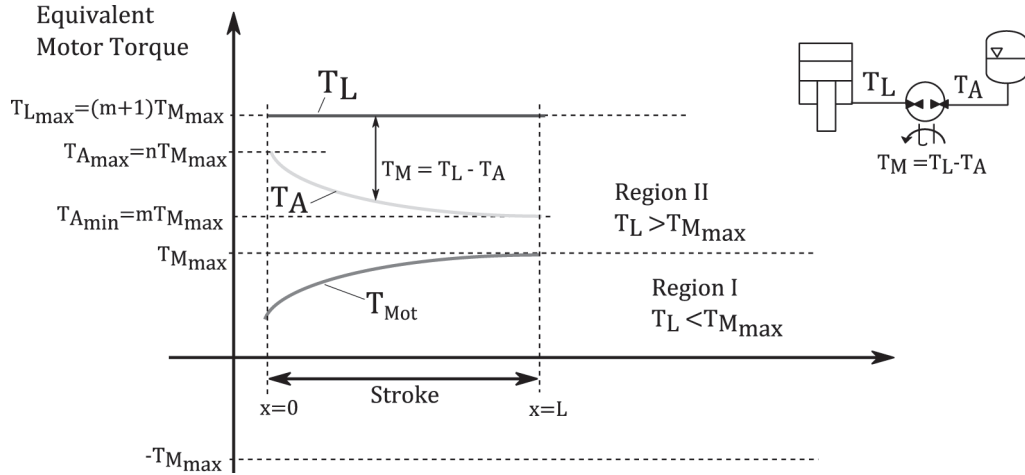 Equivalent
Motor Torque
T_Lmax=(m+1)T_Mmax
T_L
T_Amax=nT_Mmax
T_M = T_L - T_A
T_A
T_Amin=mT_Mmax
Region II
T_L >T_Mmax
T_Mmax
T_Mot
Region I
T_L <T_Mmax
Stroke
x=0
x=L
-T_Mmax
T_L
T_A
T_M =T_L-T_A